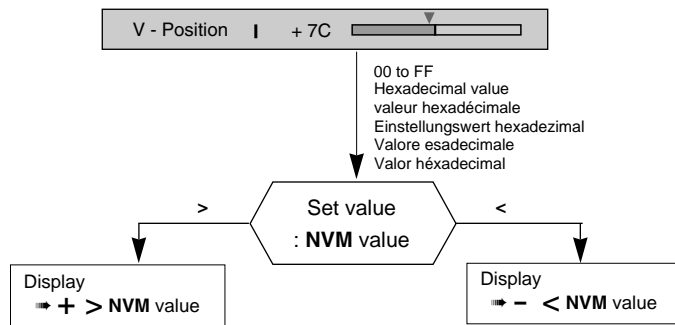 V - Position I + 7C
00 to FF
Hexadecimal value
valeur hexadécimale
Einstellungswert hexadezimal
Valore esadecimale
Valor héxadecimal
> Set value <
: NVM value
Display
➠ + > NVM value
Display
➠ - < NVM value